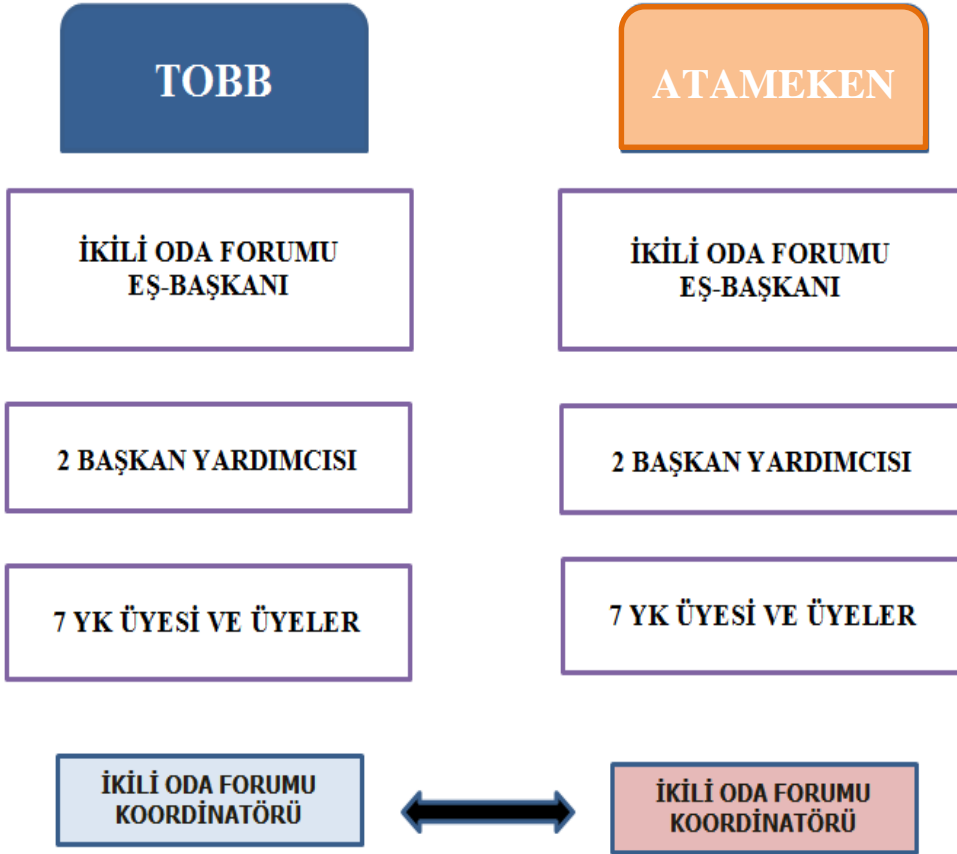 TOBB
ATAMEKEN
İKİLİ ODA FORUMU
EŞ-BAŞKANI
İKİLİ ODA FORUMU
EŞ-BAŞKANI
2 BAŞKAN YARDIMCISI
2 BAŞKAN YARDIMCISI
7 YK ÜYESİ VE ÜYELER
7 YK ÜYESİ VE ÜYELER
İKİLİ ODA FORUMU
KOORDİNATÖRÜ
İKİLİ ODA FORUMU
KOORDİNATÖRÜ